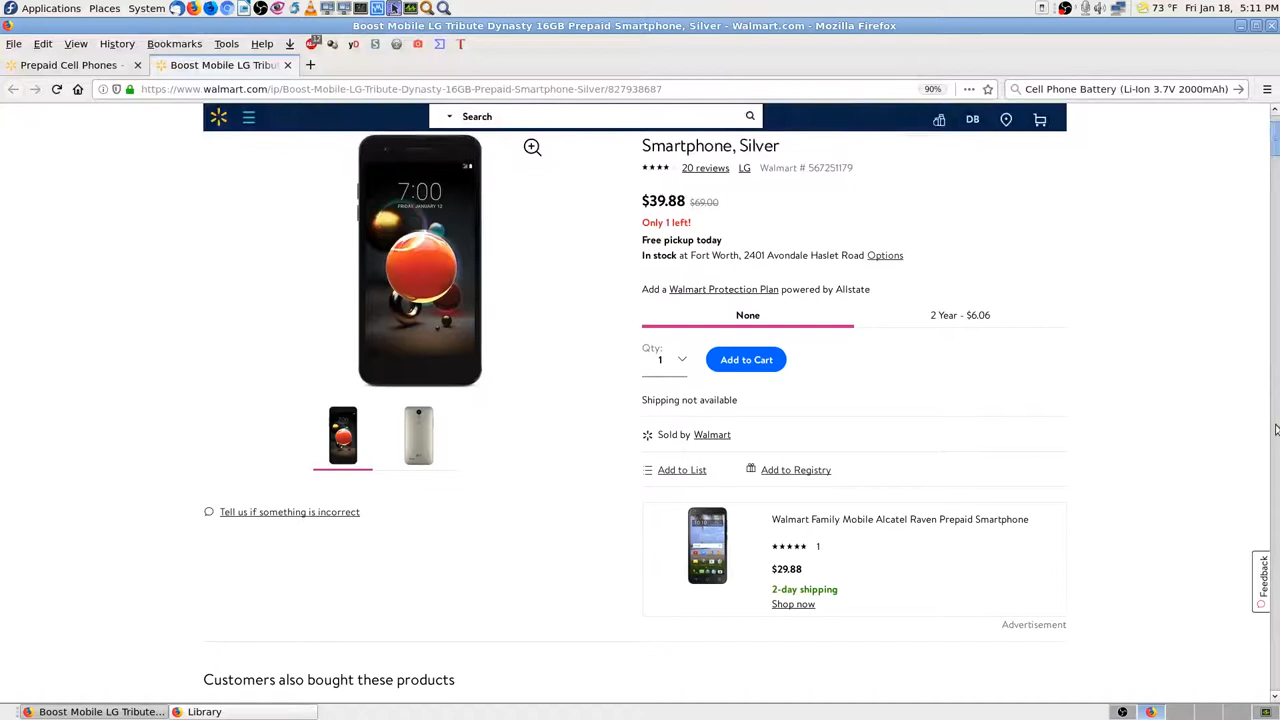 Applications Places System 73 °F Fri Jan 18, 5:11 PM
Boost Mobile LG Tribute Dynasty 16GB Prepaid Smartphone, Silver - Walmart.com - Mozilla Firefox
File Edit View History Bookmarks Tools Help
Prepaid Cell Phones - Boost Mobile LG Tribu
https://www.walmart.com/ip/Boost-Mobile-LG-Tribute-Dynasty-16GB-Prepaid-Smartphone-Silver/827938687 90% Cell Phone Battery (Li-Ion 3.7V 2000mAh)
Search DB
Smartphone, Silver
20 reviews LG Walmart # 567251179
7:00
FRIDAY, JANUARY 12
$39.88 $69.00
Only 1 left!
Free pickup today
In stock at Fort Worth, 2401 Avondale Haslet Road Options
Add a Walmart Protection Plan powered by Allstate
None 2 Year - $6.06
Qty:
1 Add to Cart
Shipping not available
Sold by Walmart
Add to List Add to Registry
Tell us if something is incorrect
Walmart Family Mobile Alcatel Raven Prepaid Smartphone
1
$29.88
2-day shipping
Shop now
Advertisement
Feedback
Customers also bought these products
Boost Mobile LG Tribute... Library